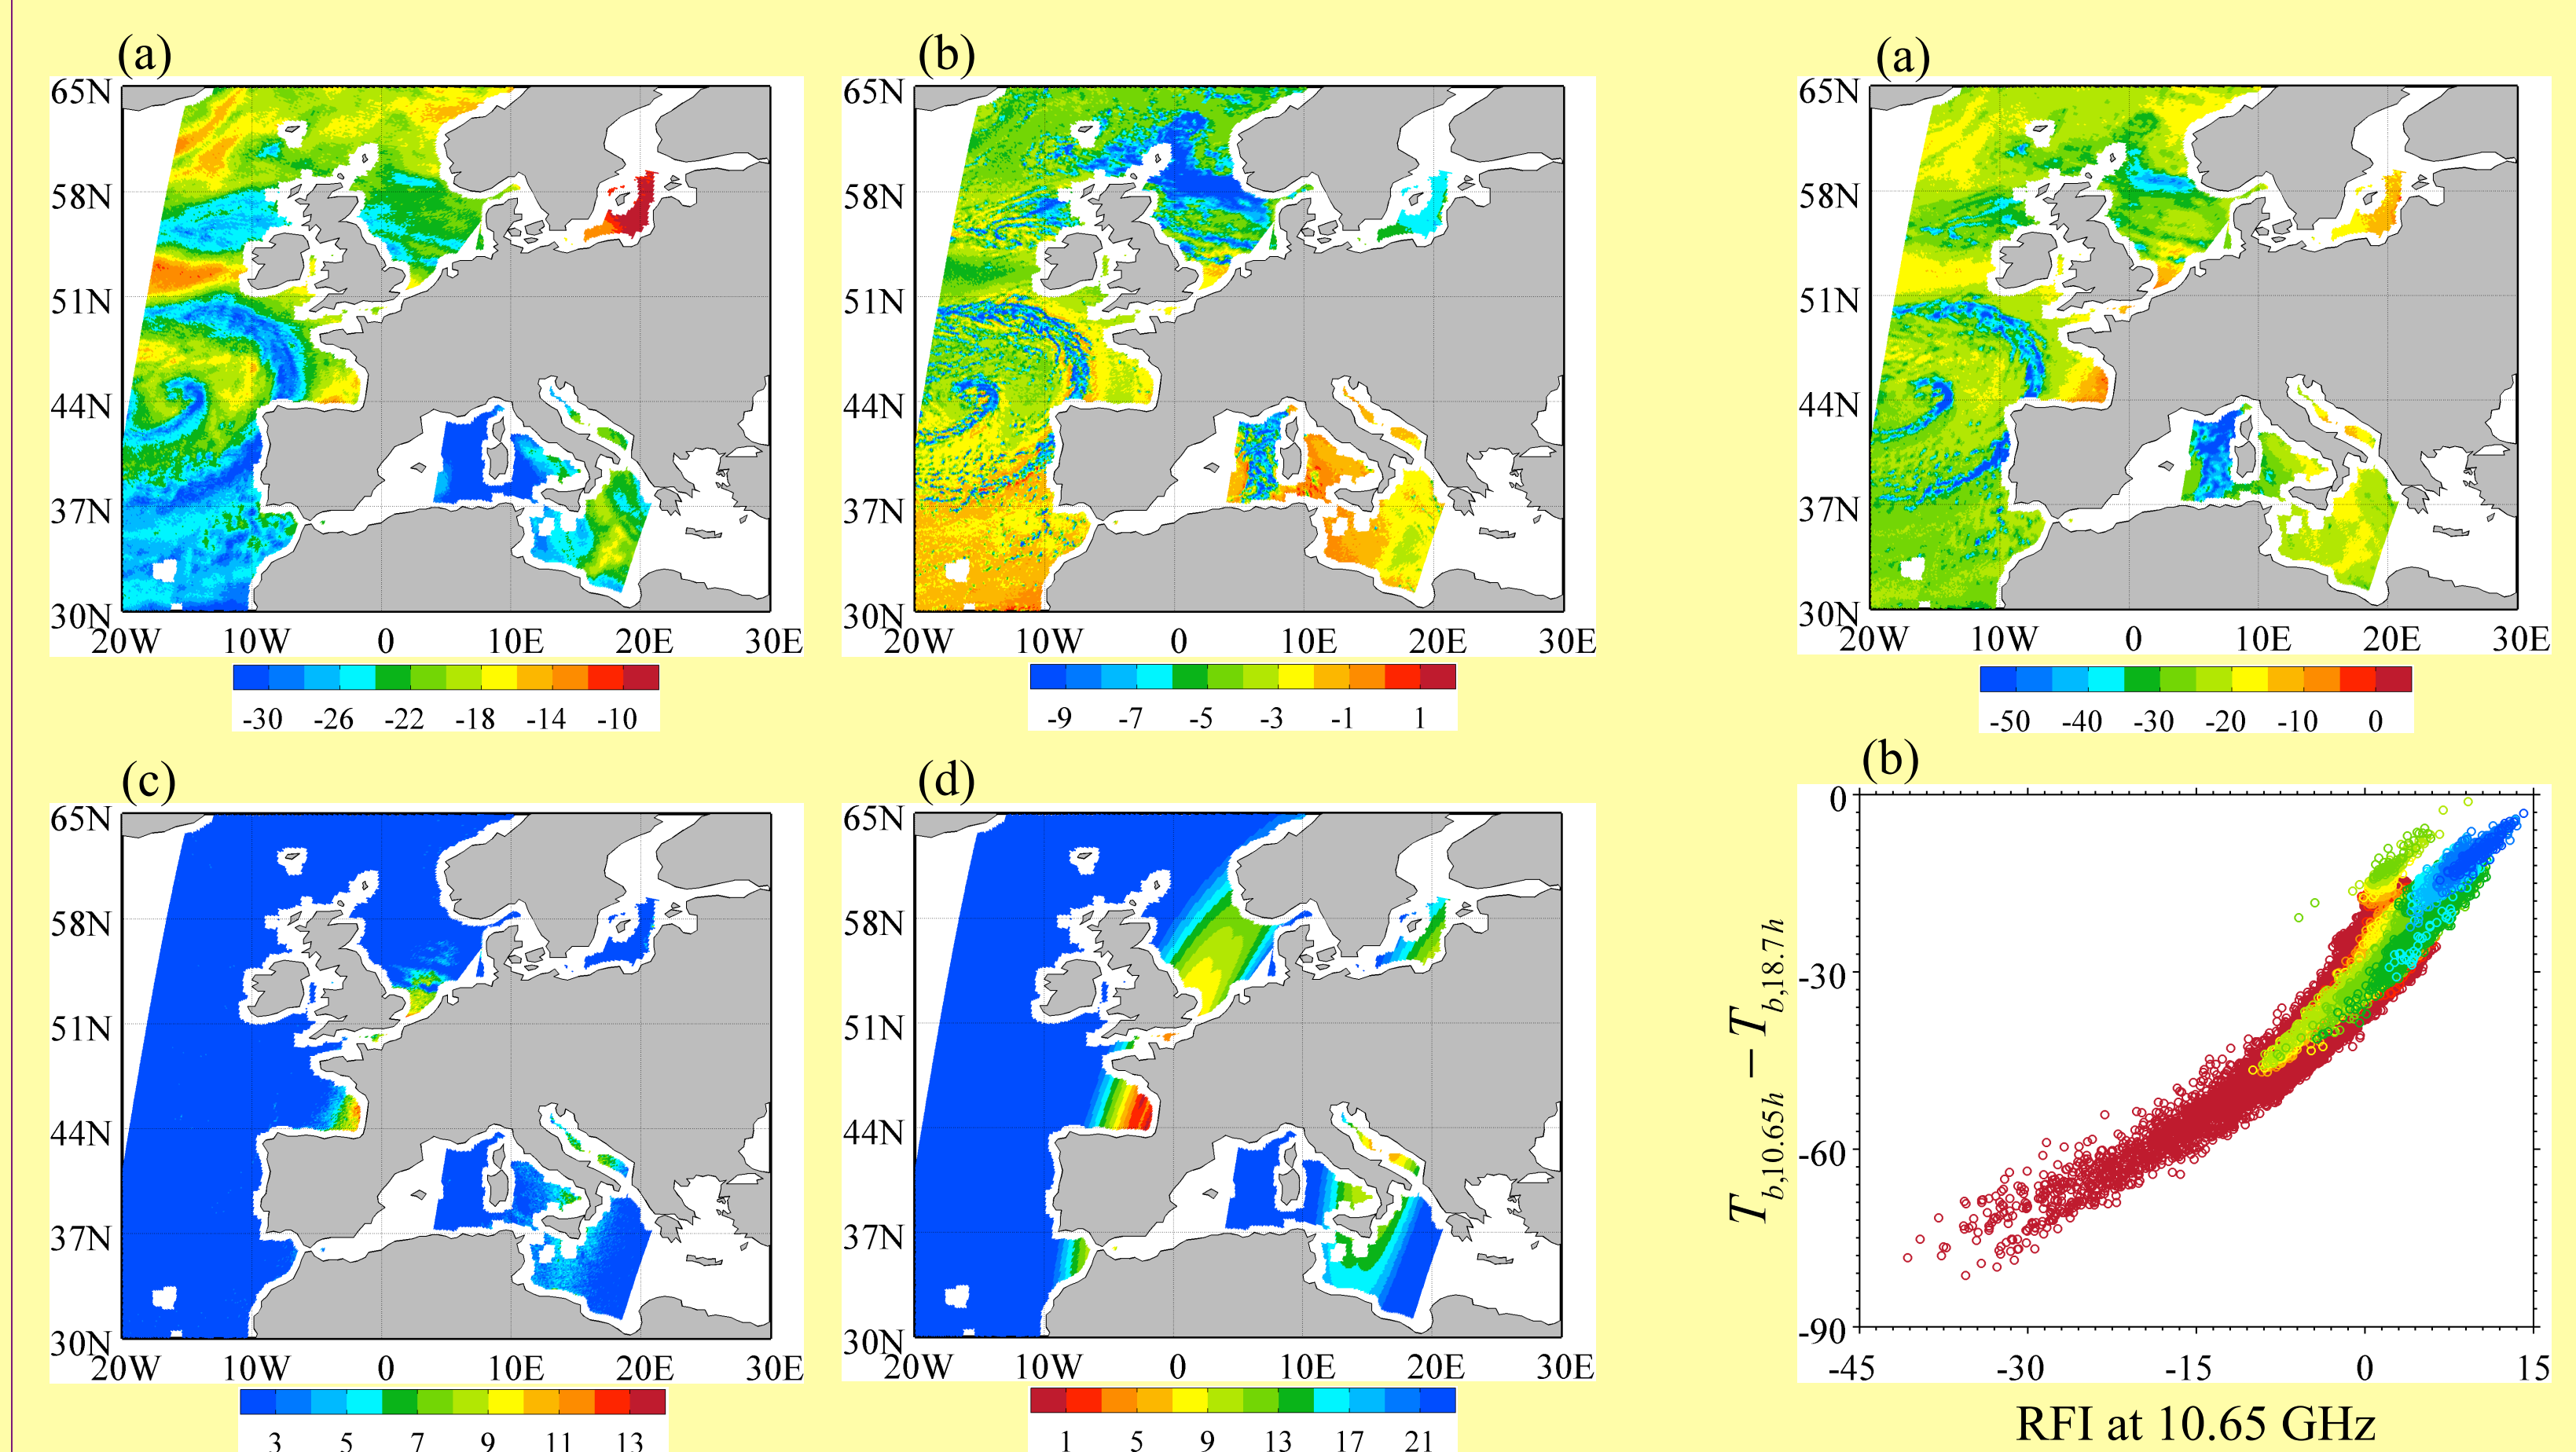 (a)
65N
58N
51N
44N
37N
30N
20W 10W 0 10E 20E 30E
-30 -26 -22 -18 -14 -10
(b)
65N
58N
51N
44N
37N
30N
20W 10W 0 10E 20E 30E
-9 -7 -5 -3 -1 1
(a)
65N
58N
51N
44N
37N
30N
20W 10W 0 10E 20E 30E
-50 -40 -30 -20 -10 0
(c)
65N
58N
51N
44N
37N
30N
20W 10W 0 10E 20E 30E
3 5 7 9 11 13
(d)
65N
58N
51N
44N
37N
30N
20W 10W 0 10E 20E 30E
1 5 9 13 17 21
(b)
T b,10.65h − T b,18.7h
0
-30
-60
-90
-45 -30 -15 0 15
RFI at 10.65 GHz